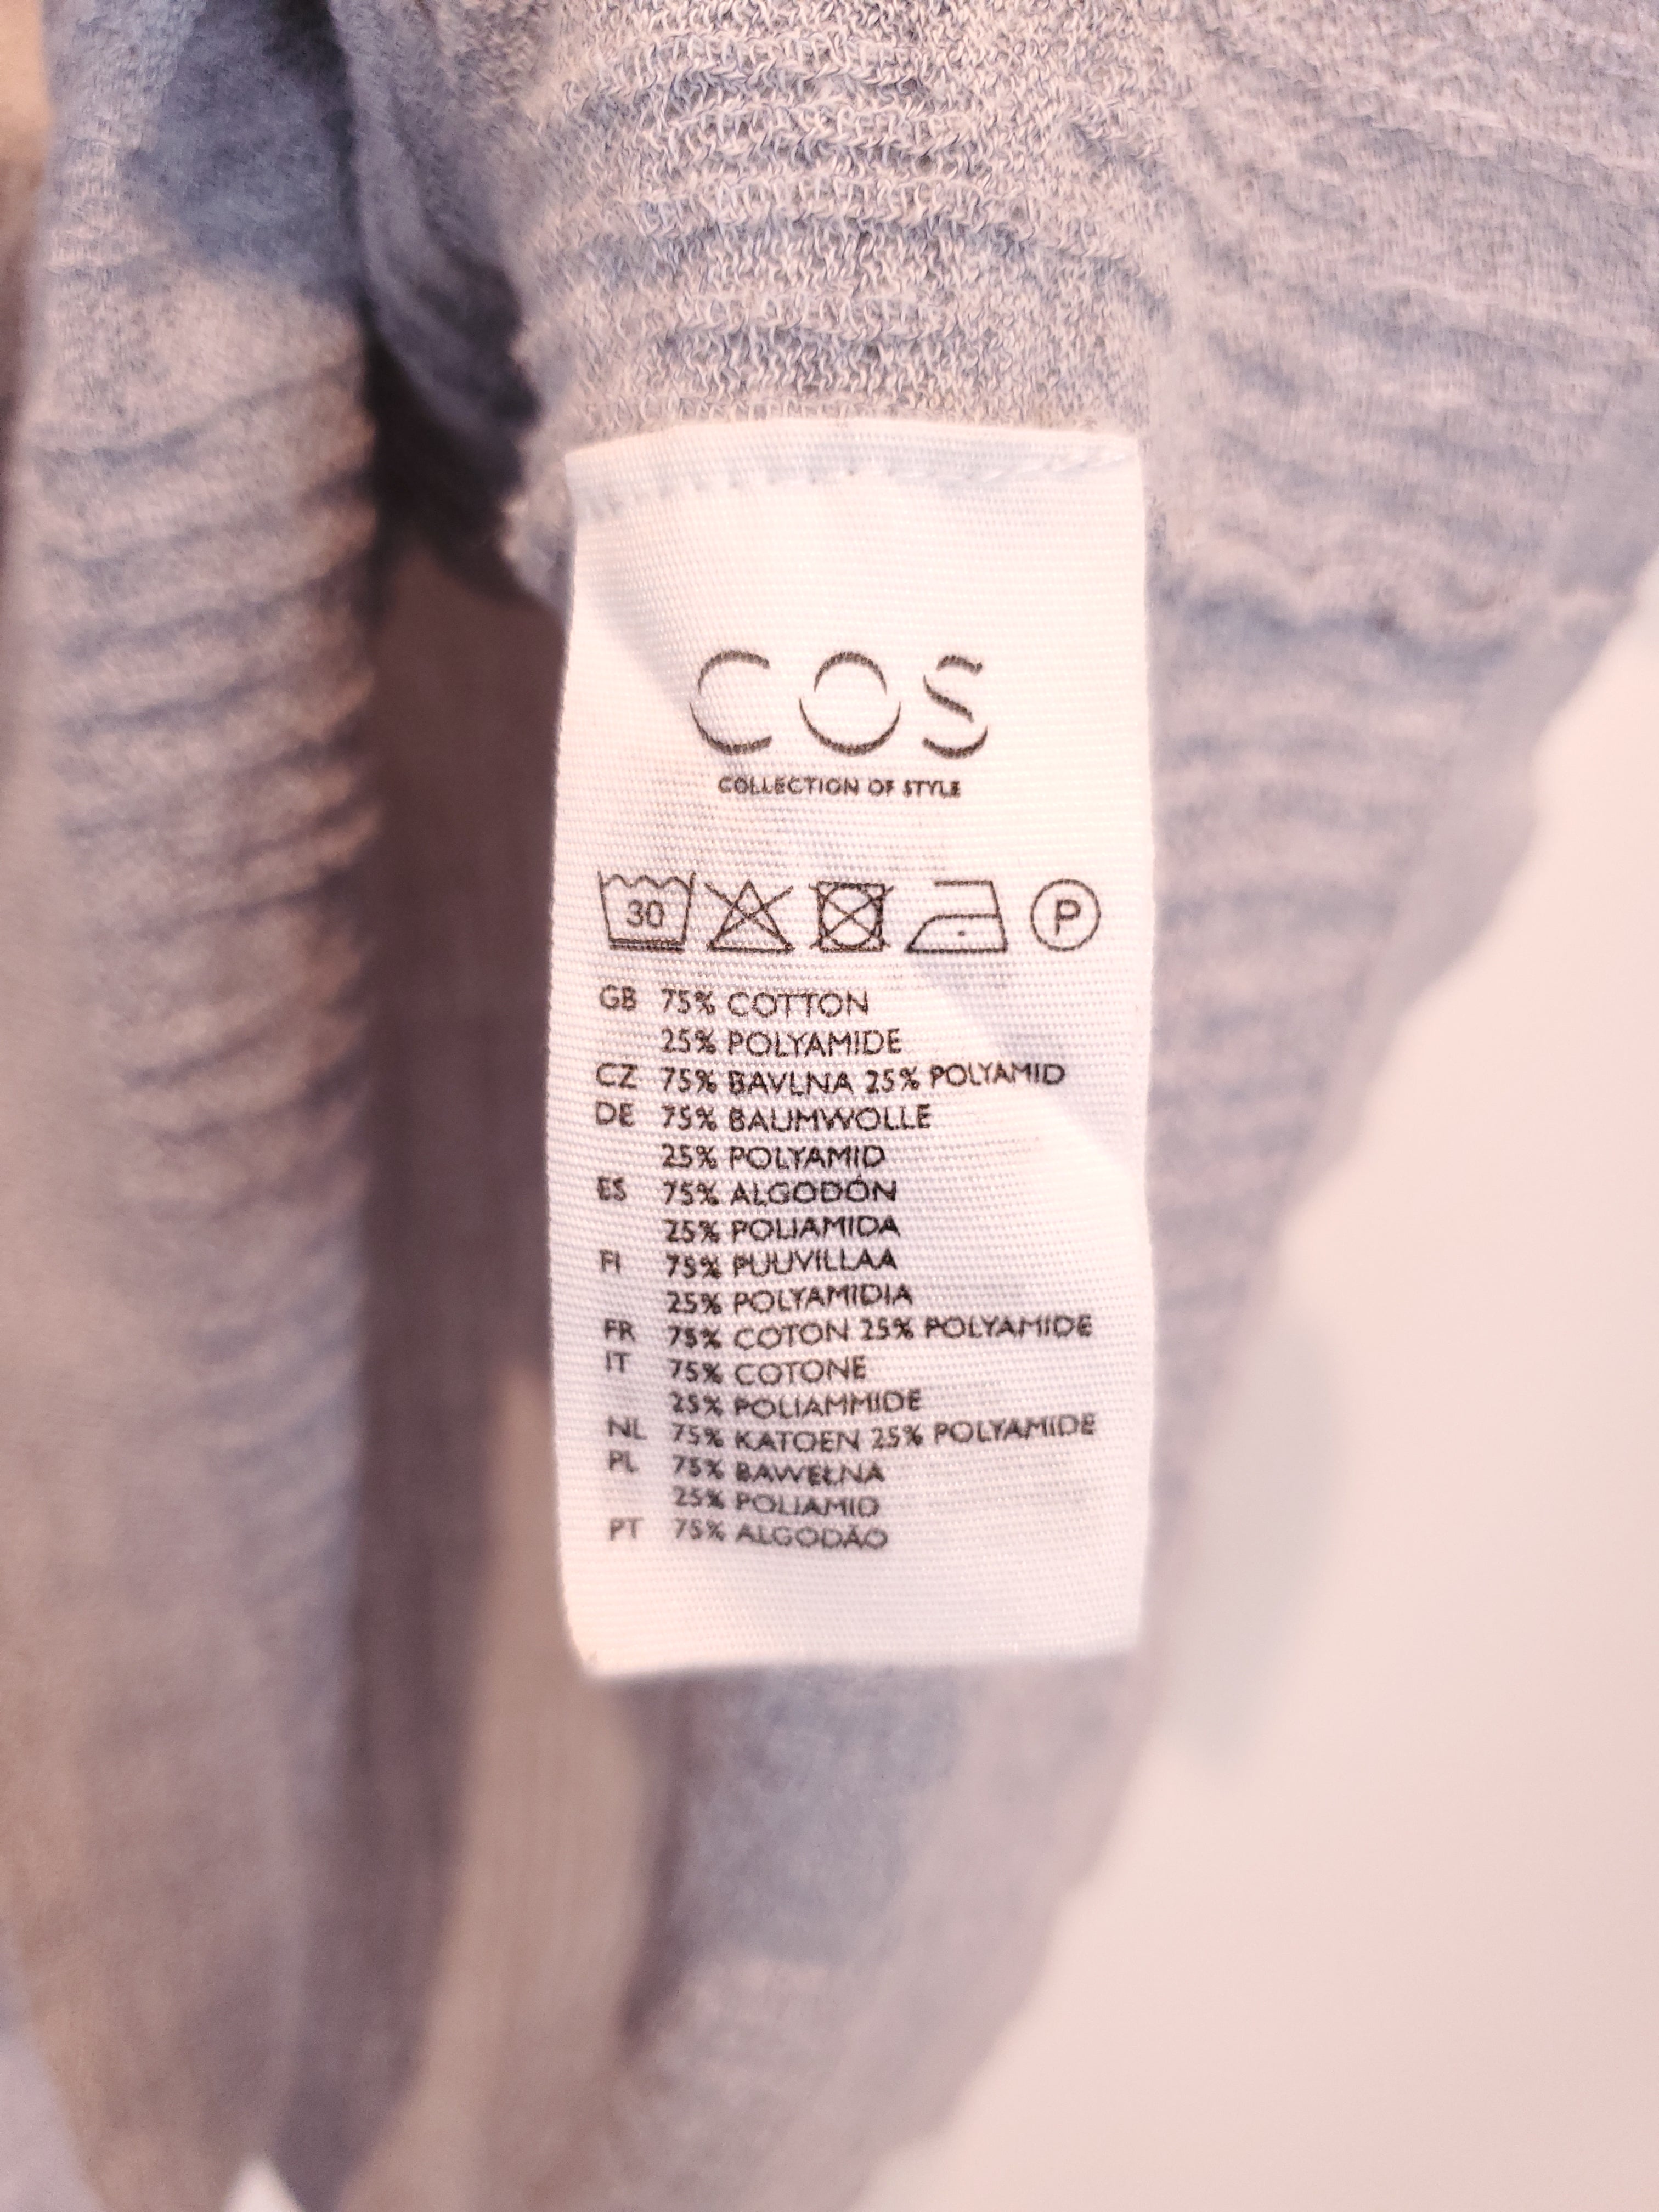 COS
COLLECTION OF STYLE
30 P
GB 75% COTTON
25% POLYAMIDE
CZ 75% BAVLNA 25% POLYAMID
DE 75% BAUMWOLLE
25% POLYAMID
ES 75% ALGODÓN
25% POLIAMIDA
FI 75% PUUVILLAA
25% POLYAMIDIA
FR 75% COTON 25% POLYAMIDE
IT 75% COTONE
25% POLIAMMIDE
NL 75% KATOEN 25% POLYAMIDE
PL 75% BAWEŁNA
25% POLIAMID
PT 75% ALGODÃO